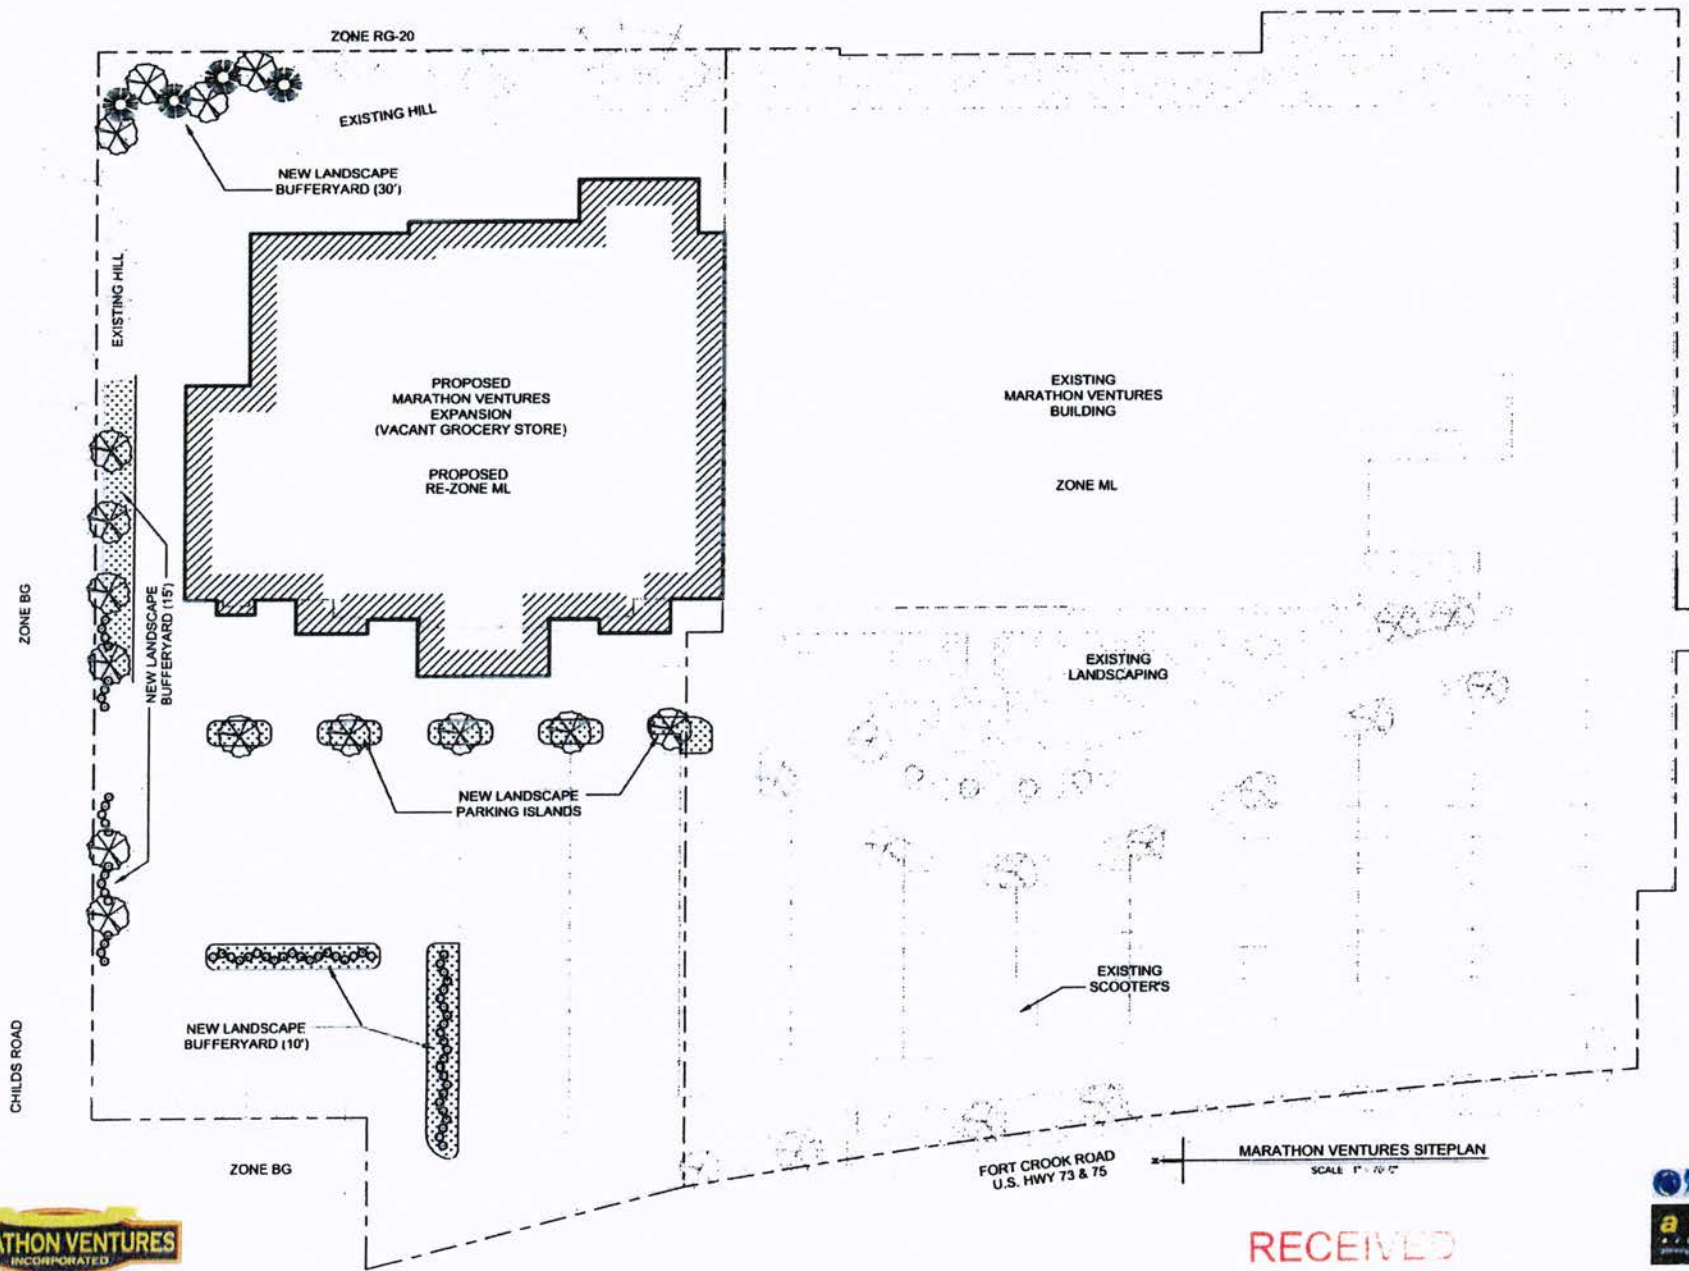 ZONE RG-20
EXISTING HILL
NEW LANDSCAPE
BUFFERYARD (30')
EXISTING HILL
PROPOSED
MARATHON VENTURES
EXPANSION
(VACANT GROCERY STORE)
PROPOSED
RE-ZONE ML
EXISTING
MARATHON VENTURES
BUILDING
ZONE ML
ZONE BG
NEW LANDSCAPE
BUFFERYARD (15')
EXISTING
LANDSCAPING
NEW LANDSCAPE
PARKING ISLANDS
EXISTING
SCOOTER'S
NEW LANDSCAPE
BUFFERYARD (10')
CHILDS ROAD
ZONE BG
FORT CROOK ROAD
U.S. HWY 73 & 75
MARATHON VENTURES SITEPLAN
SCALE
ATHON VENTURES
INCORPORATED
RECEIVED
a